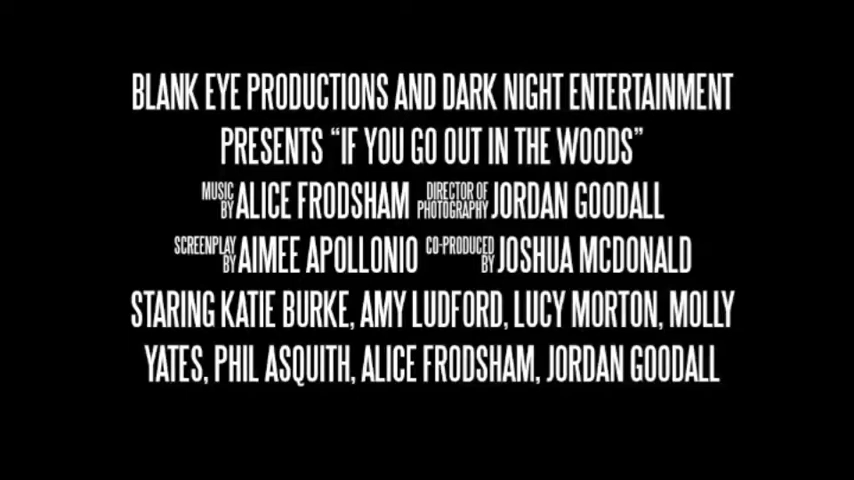 BLANK EYE PRODUCTIONS AND DARK NIGHT ENTERTAINMENT
PRESENTS “IF YOU GO OUT IN THE WOODS”
MUSIC BY ALICE FRODSHAM DIRECTOR OF PHOTOGRAPHY JORDAN GOODALL
SCREENPLAY BY AIMEE APOLLONIO CO-PRODUCED BY JOSHUA MCDONALD
STARING KATIE BURKE, AMY LUDFORD, LUCY MORTON, MOLLY
YATES, PHIL ASQUITH, ALICE FRODSHAM, JORDAN GOODALL